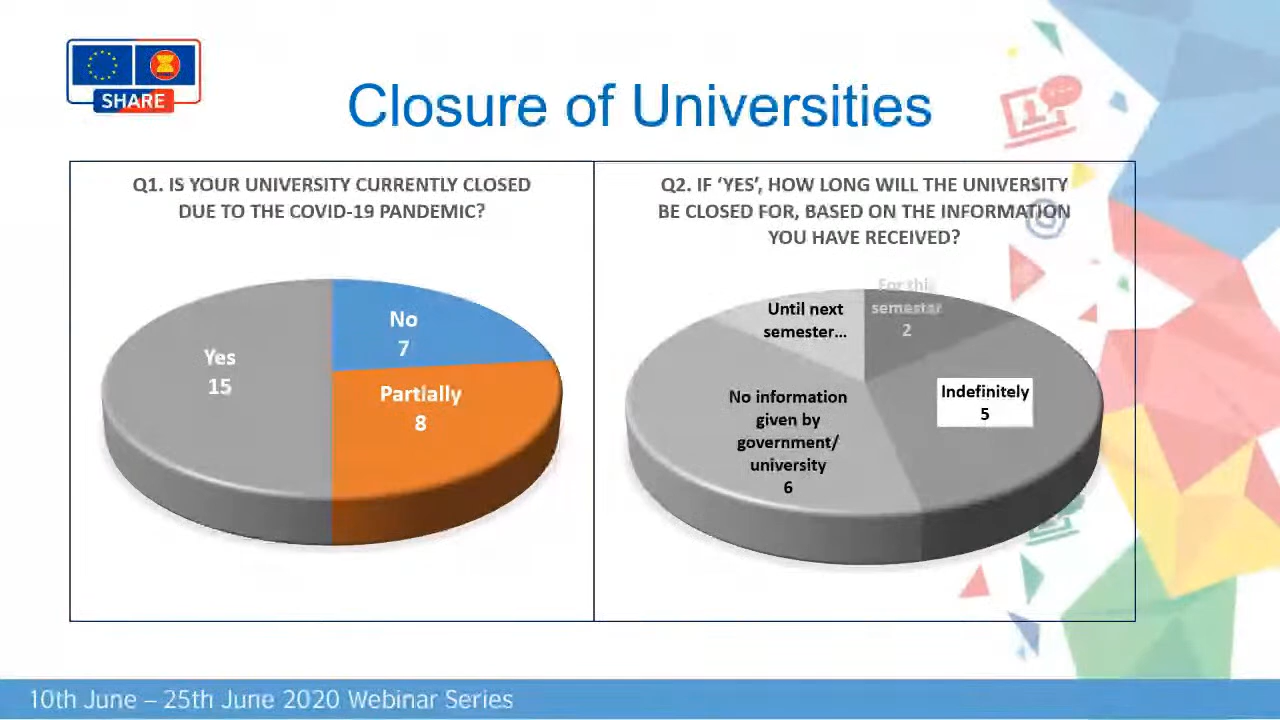 SHARE
Closure of Universities
Q1. IS YOUR UNIVERSITY CURRENTLY CLOSED
DUE TO THE COVID-19 PANDEMIC?
No
7
Yes
15
Partially
8
Q2. IF ‘YES’, HOW LONG WILL THE UNIVERSITY
BE CLOSED FOR, BASED ON THE INFORMATION
YOU HAVE RECEIVED?
For this
semester
2
Until next
semester...
Indefinitely
5
No information
given by
government/
university
6
10th June – 25th June 2020 Webinar Series